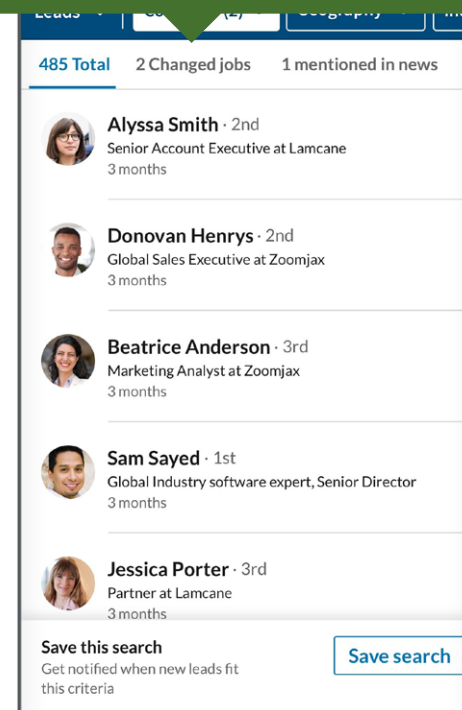 Leads
(2)
485 Total 2 Changed jobs 1 mentioned in news
Alyssa Smith · 2nd
Senior Account Executive at Lamcane
3 months
Donovan Henrys · 2nd
Global Sales Executive at Zoomjax
3 months
Beatrice Anderson · 3rd
Marketing Analyst at Zoomjax
3 months
Sam Sayed · 1st
Global Industry software expert, Senior Director
3 months
Jessica Porter · 3rd
Partner at Lamcane
3 months
Save this search
Get notified when new leads fit
this criteria
Save search